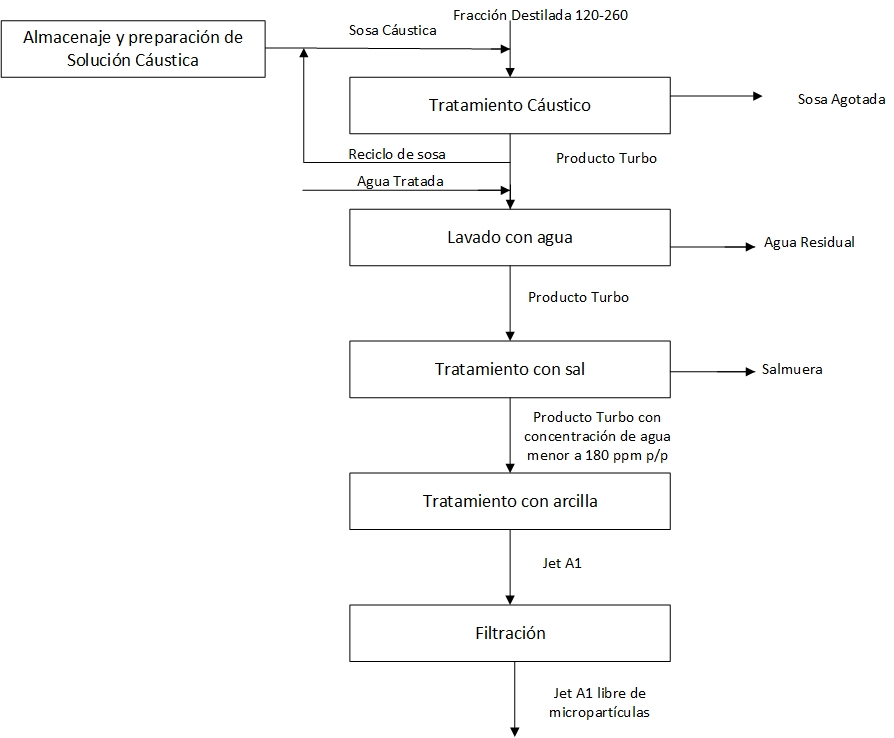 Fracción Destilada 120-260
Almacenaje y preparación de
Solución Cáustica
Sosa Cáustica
Tratamiento Cáustico
Sosa Agotada
Reciclo de sosa
Producto Turbo
Agua Tratada
Lavado con agua
Agua Residual
Producto Turbo
Tratamiento con sal
Salmuera
Producto Turbo con
concentración de agua
menor a 180 ppm p/p
Tratamiento con arcilla
Jet A1
Filtración
Jet A1 libre de
micropartículas